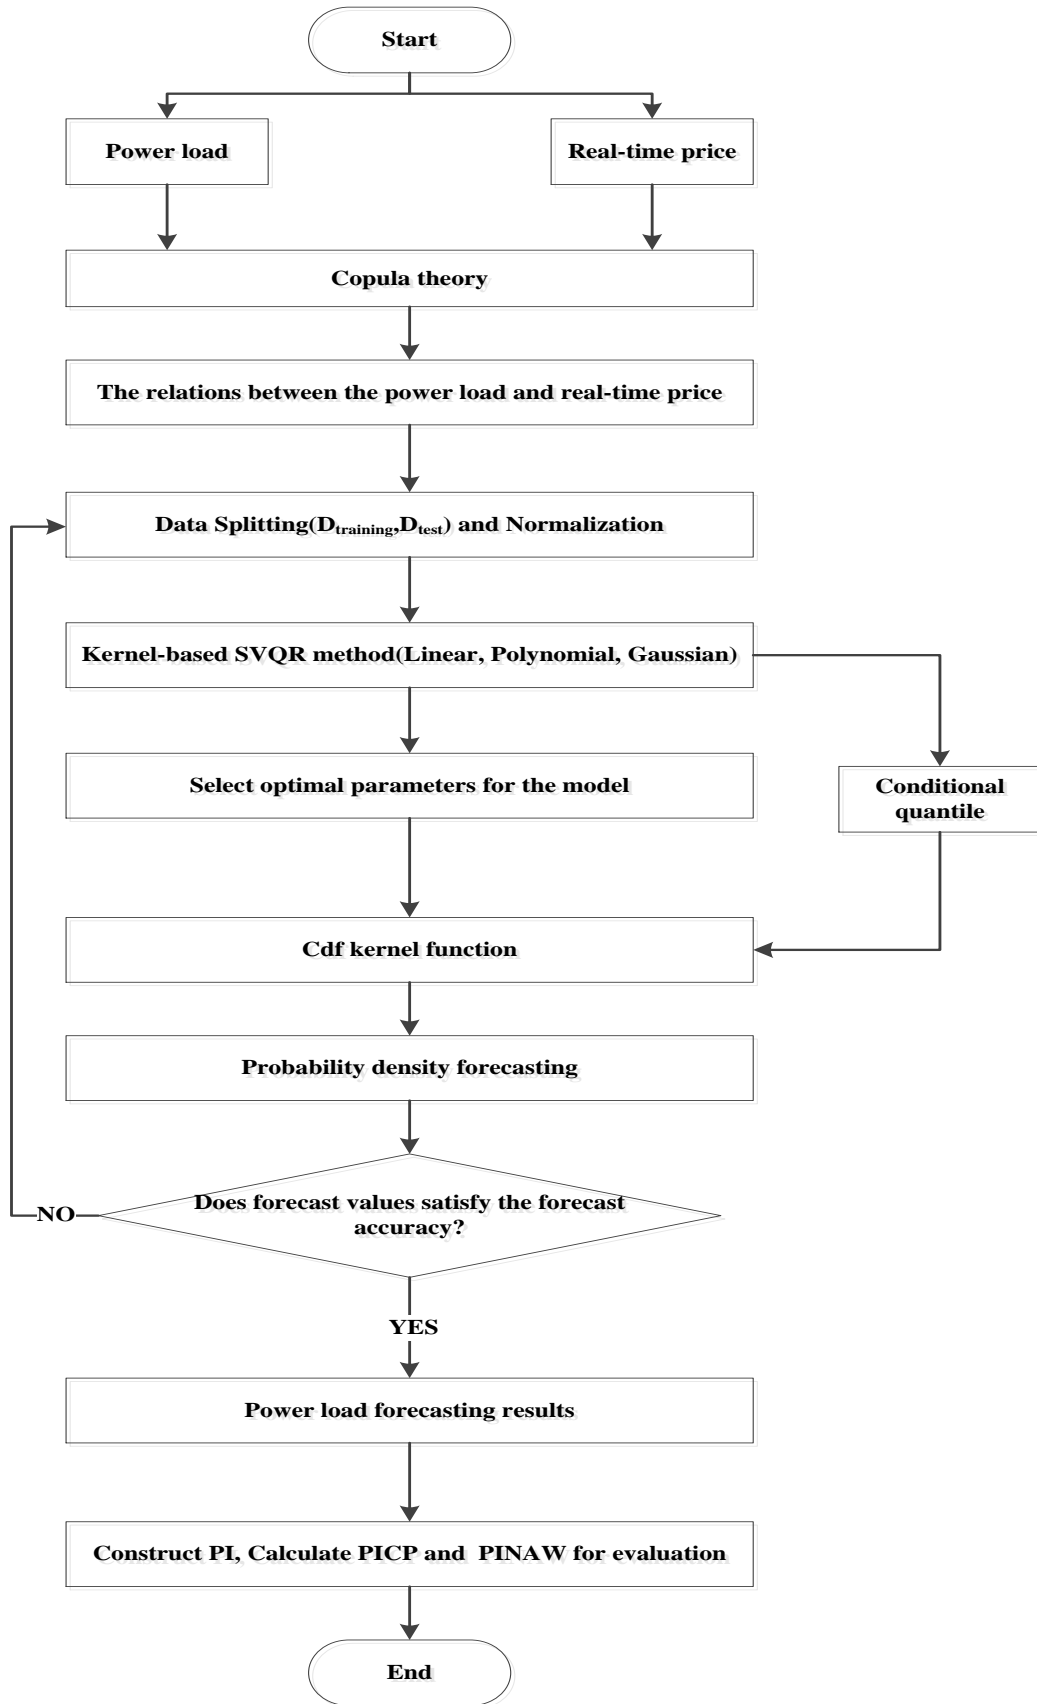 Start
Power load
Real-time price
Copula theory
The relations between the power load and real-time price
Data Splitting(Dtraining,Dtest) and Normalization
Kernel-based SVQR method(Linear, Polynomial, Gaussian)
Select optimal parameters for the model
Conditional
quantile
Cdf kernel function
Probability density forecasting
Does forecast values satisfy the forecast
accuracy?
NO
YES
Power load forecasting results
Construct PI, Calculate PICP and PINAW for evaluation
End